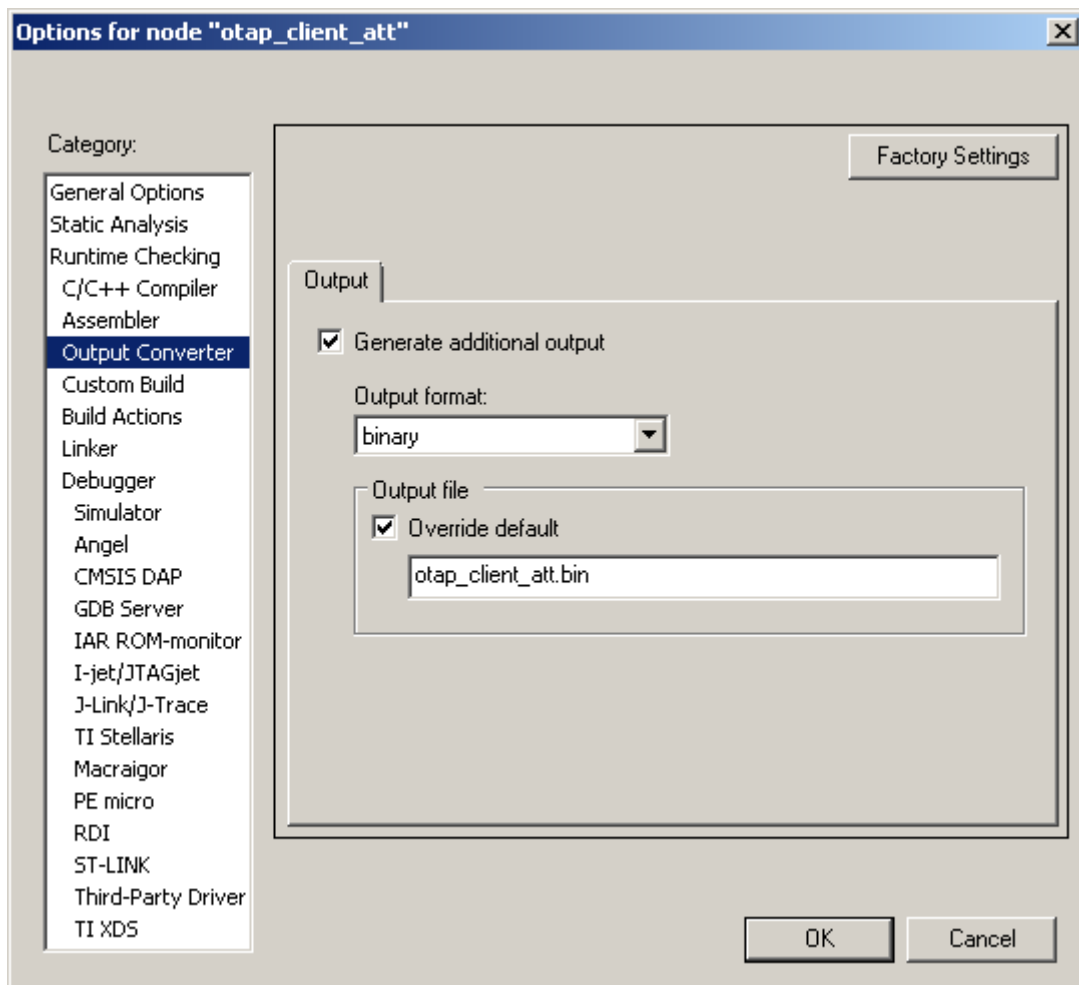 Options for node "otap_client_att"
Category:
General Options
Static Analysis
Runtime Checking
C/C++ Compiler
Assembler
Output Converter
Custom Build
Build Actions
Linker
Debugger
Simulator
Angel
CMSIS DAP
GDB Server
IAR ROM-monitor
I-jet/JTAGjet
J-Link/J-Trace
TI Stellaris
Macraigor
PE micro
RDI
ST-LINK
Third-Party Driver
TI XDS
Factory Settings
Output
Generate additional output
Output format:
binary
Output file
Override default
otap_client_att.bin
OK
Cancel